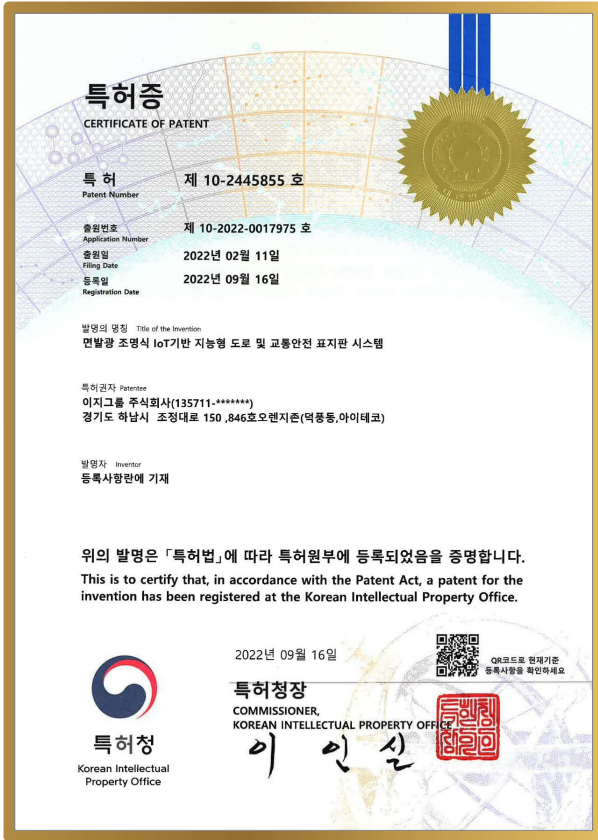 특허증
CERTIFICATE OF PATENT
특 허 제 10-2445855 호
Patent Number
출원번호 제 10-2022-0017975 호
Application Number
출원일 2022년 02월 11일
Filing Date
등록일 2022년 09월 16일
Registration Date
발명의 명칭 Title of the Invention
면발광 조명식 IoT기반 지능형 도로 및 교통안전 표지판 시스템
특허권자 Patentee
이지그룹 주식회사(135711-*******)
경기도 하남시 조정대로 150 ,846호오렌지존(덕풍동,아이테코)
발명자 Inventor
등록사항란에 기재
위의 발명은 「특허법」에 따라 특허원부에 등록되었음을 증명합니다.
This is to certify that, in accordance with the Patent Act, a patent for the
invention has been registered at the Korean Intellectual Property Office.
2022년 09월 16일
QR코드로 현재기준
등록사항을 확인하세요
특허청장
COMMISSIONER,
KOREAN INTELLECTUAL PROPERTY OFFICE
이 인 실
특허청
Korean Intellectual
Property Office